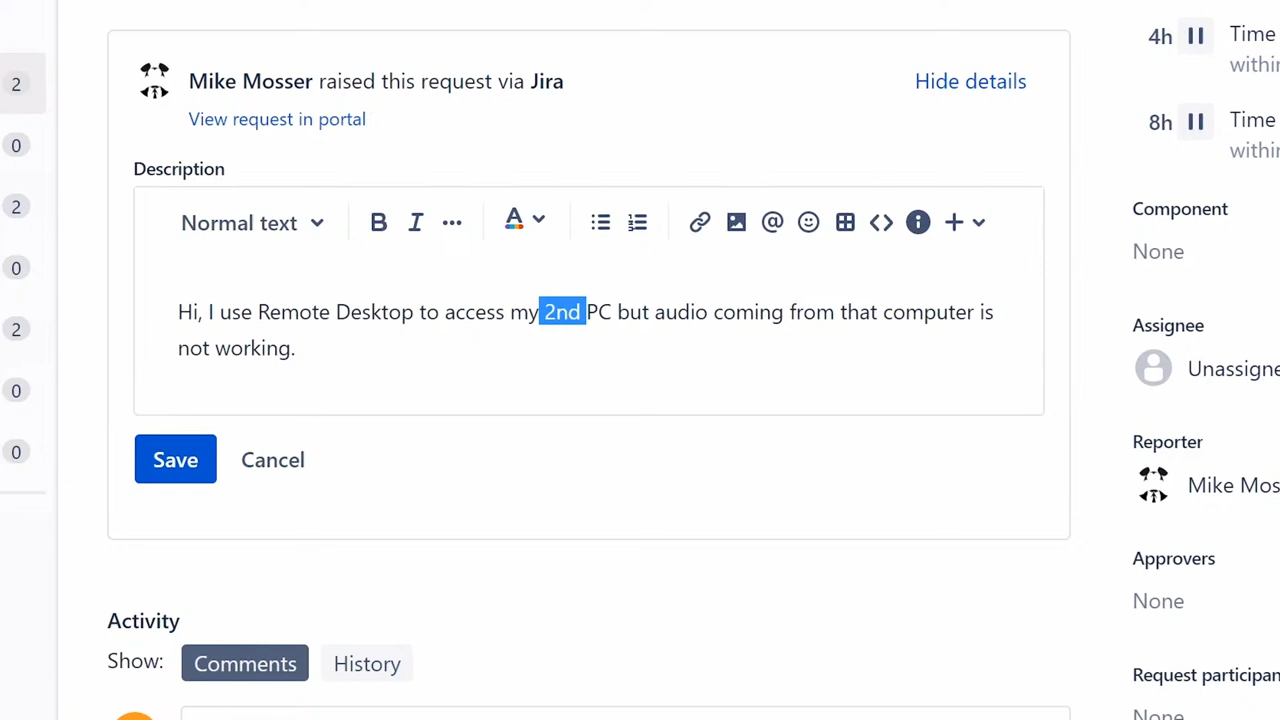 2
0
2
0
2
0
0
Mike Mosser raised this request via Jira
Hide details
View request in portal
Description
Normal text
B I A
@
Hi, I use Remote Desktop to access my 2nd PC but audio coming from that computer is
not working.
Save Cancel
Activity
Show: Comments History
4h Time
within
8h Time
within
Component
None
Assignee
Unassigne
Reporter
Mike Mos
Approvers
None
Request participan
None